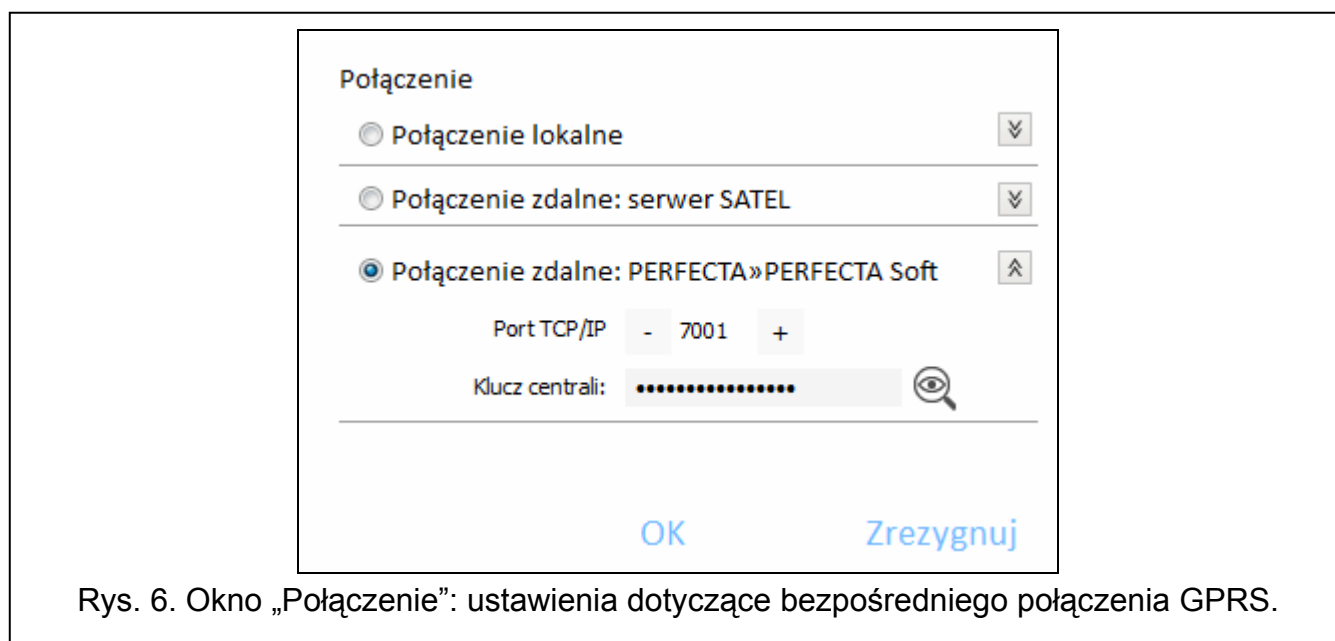 Połączenie
Połączenie lokalne
Połączenie zdalne: serwer SATEL
Połączenie zdalne: PERFECTA»PERFECTA Soft
Port TCP/IP - 7001 +
Klucz centrali: ••••••••••••••••
OK Zrezygnuj
Rys. 6. Okno „Połączenie”: ustawienia dotyczące bezpośredniego połączenia GPRS.